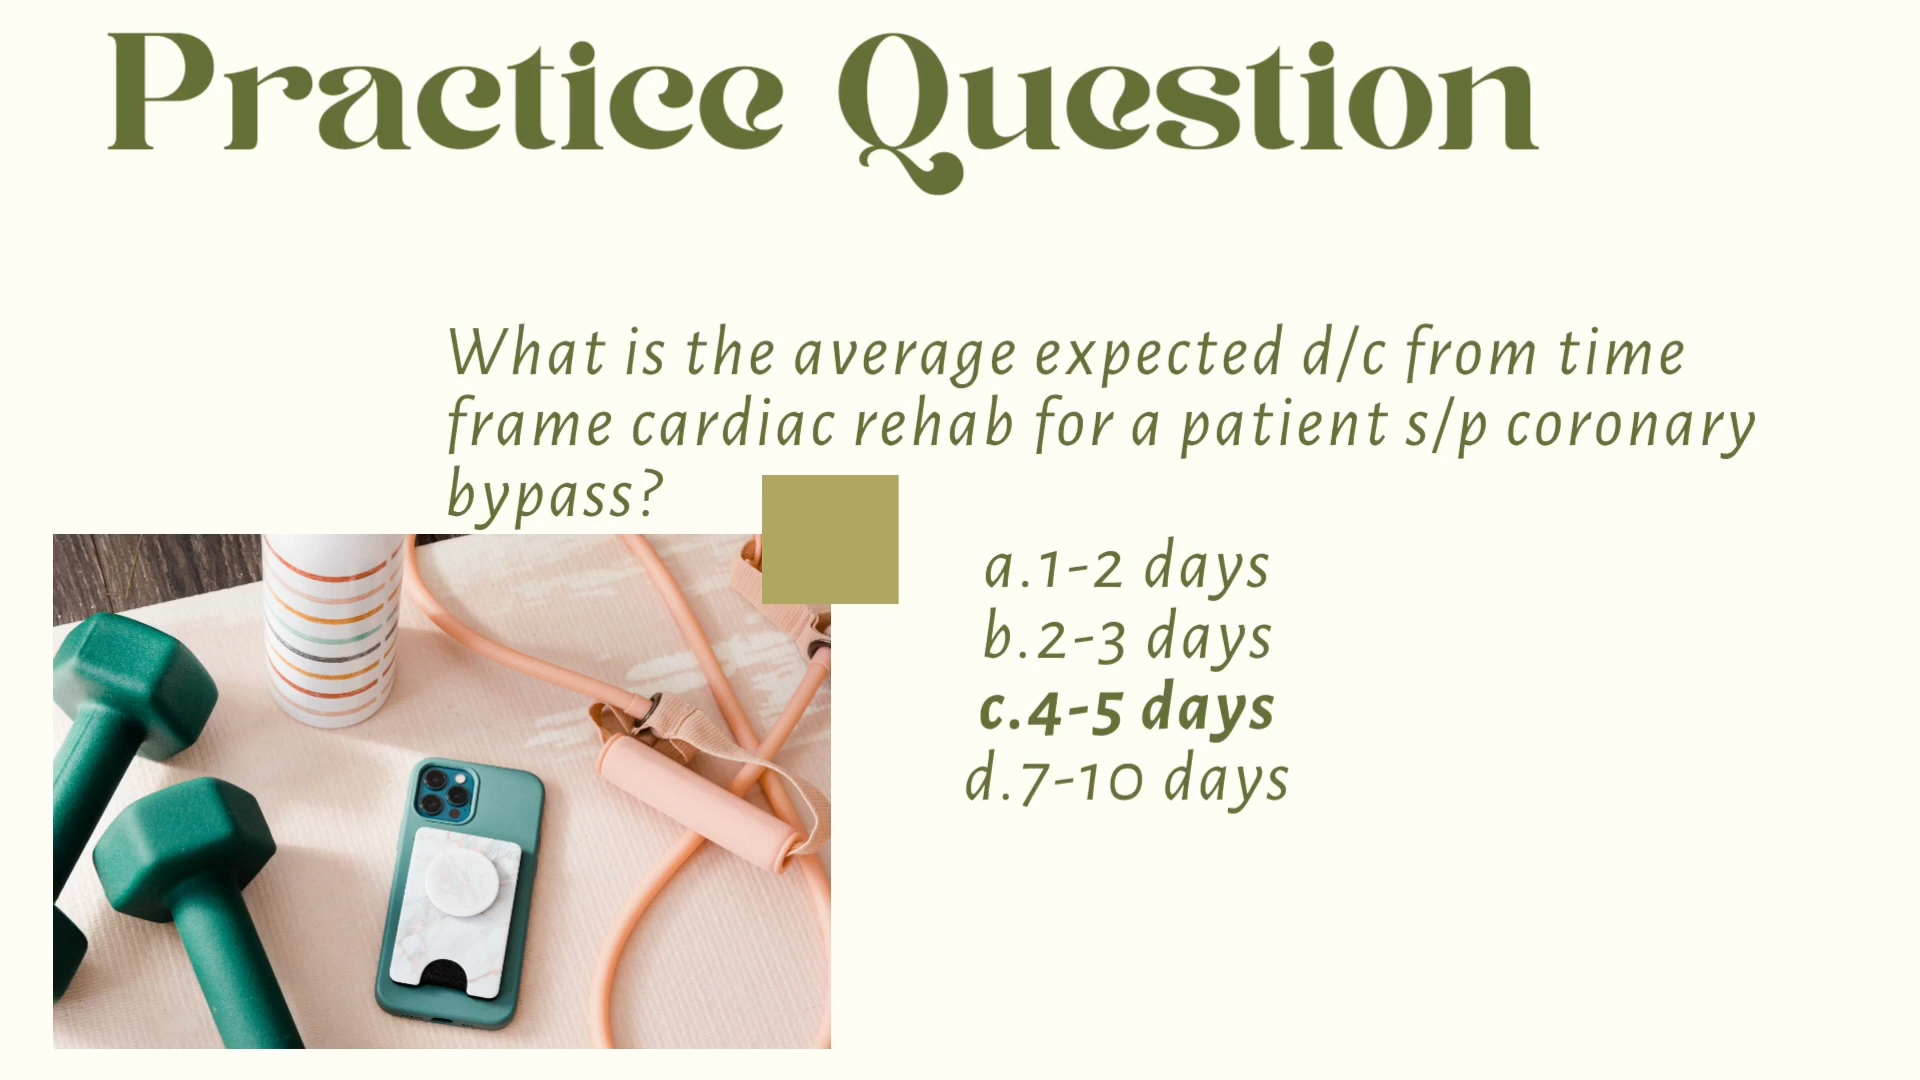 Practice Question
What is the average expected d/c from time
frame cardiac rehab for a patient s/p coronary
bypass?
a.1-2 days
b.2-3 days
c.4-5 days
d.7-10 days